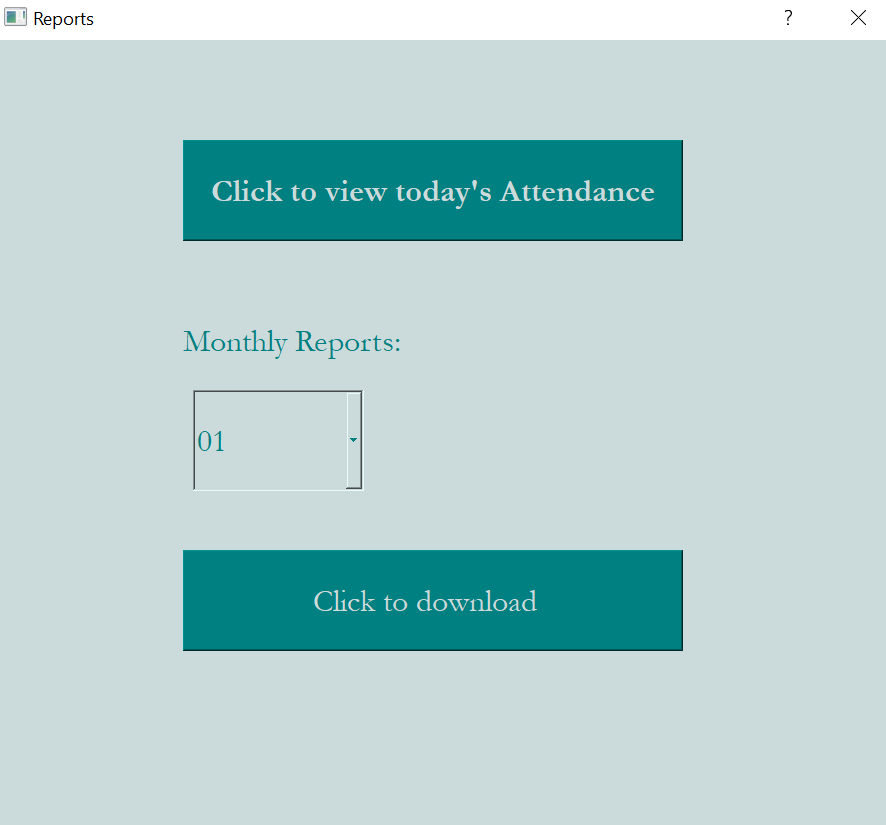 Reports
?
Click to view today's Attendance
Monthly Reports:
01
Click to download